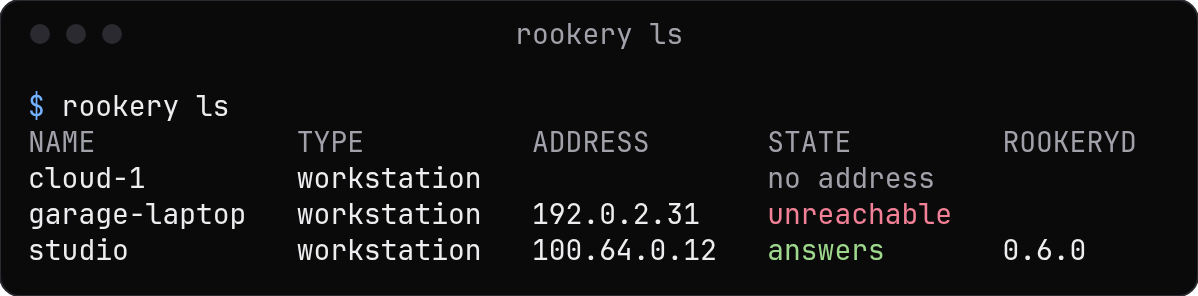 rookery ls
$ rookery ls
NAME TYPE ADDRESS STATE ROOKERYD
cloud-1 workstation no address
garage-laptop workstation 192.0.2.31 unreachable
studio workstation 100.64.0.12 answers 0.6.0